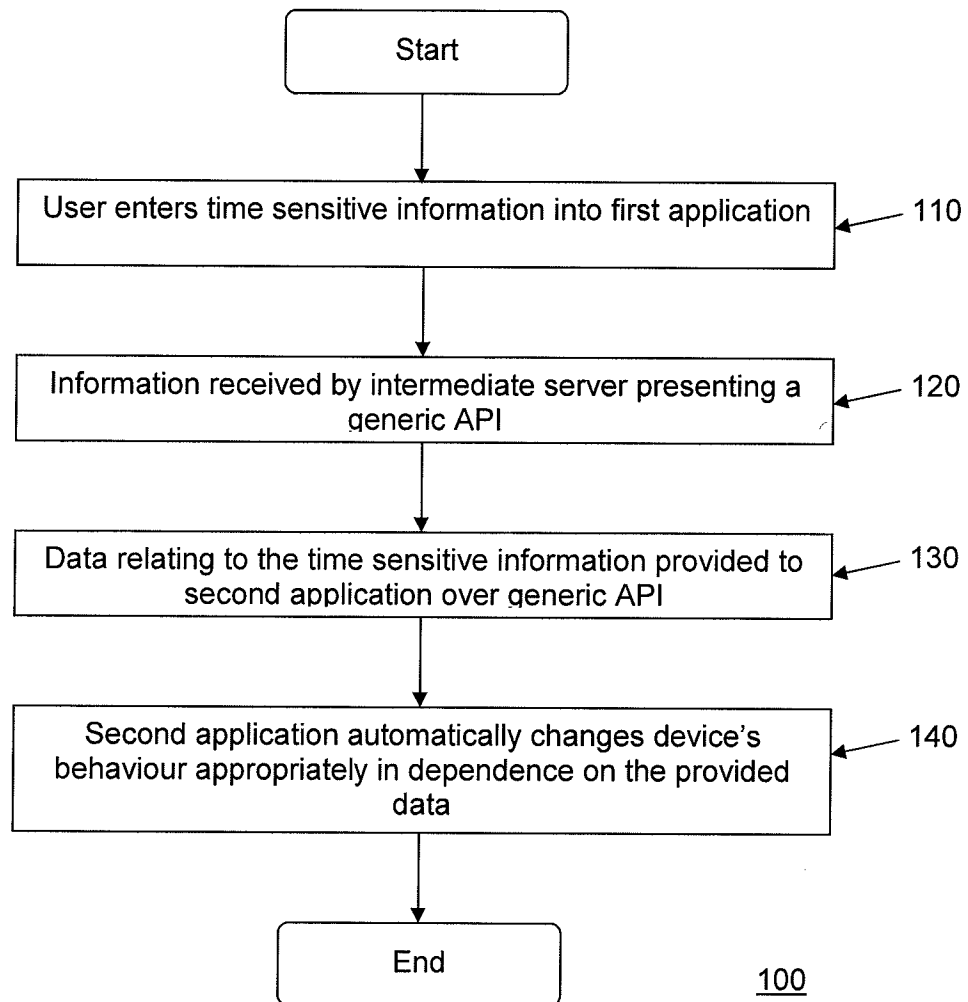 Start
User enters time sensitive information into first application
110
Information received by intermediate server presenting a
generic API
120
Data relating to the time sensitive information provided to
second application over generic API
130
Second application automatically changes device's
behaviour appropriately in dependence on the provided
data
140
End
100